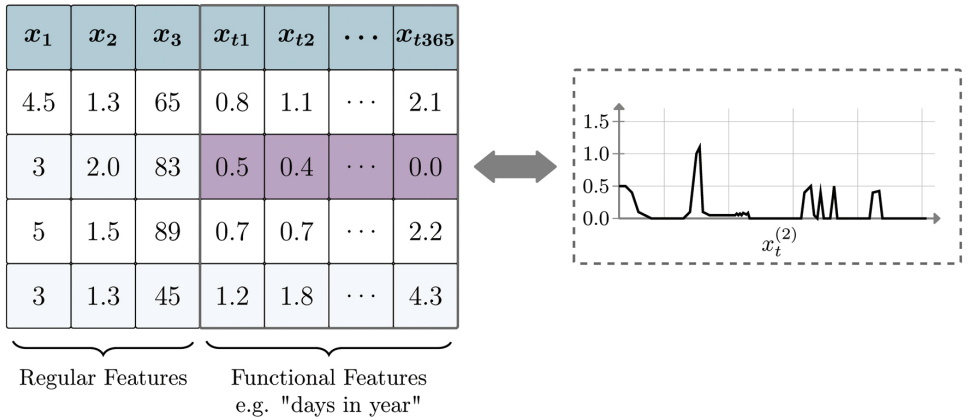 x1 x2 x3 xt1 xt2 ··· xt365
4.5 1.3 65 0.8 1.1 ··· 2.1
3 2.0 83 0.5 0.4 ··· 0.0
5 1.5 89 0.7 0.7 ··· 2.2
3 1.3 45 1.2 1.8 ··· 4.3
Regular Features
Functional Features
e.g. "days in year"
1.5
1.0
0.5
0.0
xt(2)